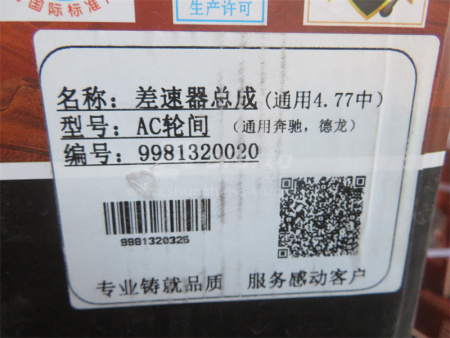 国际标准产
生产许可
名称：差速器总成(通用4.77中)
型号：AC轮间（通用奔驰，德龙）
编号：9981320020
9981320326
专业铸就品质 服务感动客户